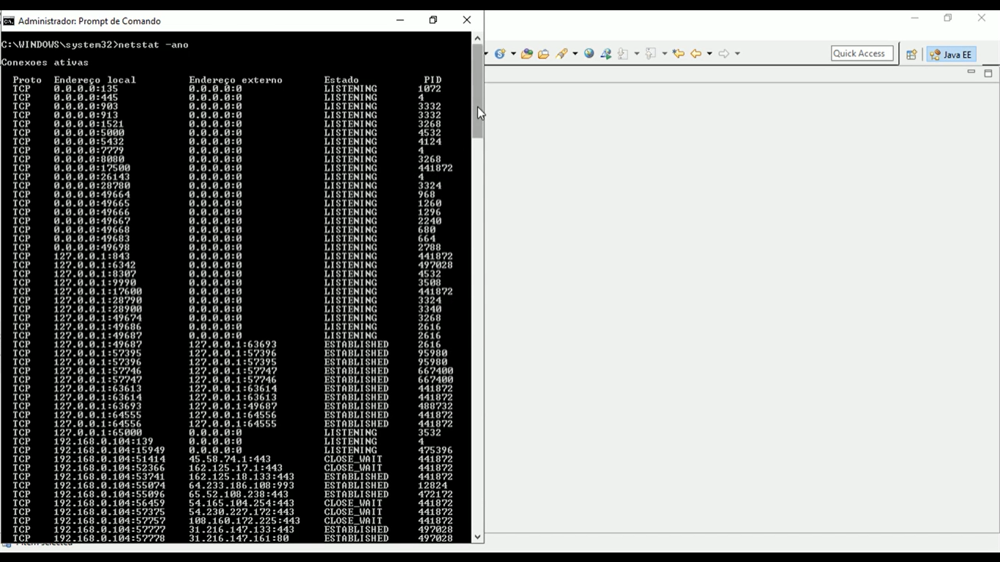 Administrador: Prompt de Comando
C:\WINDOWS\system32>netstat -ano
Conexoes ativas
Proto Endereço local Endereço externo Estado PID
TCP 0.0.0.0:135 0.0.0.0:0 LISTENING 1072
TCP 0.0.0.0:445 0.0.0.0:0 LISTENING 4
TCP 0.0.0.0:903 0.0.0.0:0 LISTENING 3332
TCP 0.0.0.0:913 0.0.0.0:0 LISTENING 3332
TCP 0.0.0.0:1521 0.0.0.0:0 LISTENING 3268
TCP 0.0.0.0:5000 0.0.0.0:0 LISTENING 4532
TCP 0.0.0.0:5432 0.0.0.0:0 LISTENING 4124
TCP 0.0.0.0:7779 0.0.0.0:0 LISTENING 4
TCP 0.0.0.0:8080 0.0.0.0:0 LISTENING 3268
TCP 0.0.0.0:17500 0.0.0.0:0 LISTENING 441872
TCP 0.0.0.0:26143 0.0.0.0:0 LISTENING 4
TCP 0.0.0.0:28780 0.0.0.0:0 LISTENING 3324
TCP 0.0.0.0:49664 0.0.0.0:0 LISTENING 968
TCP 0.0.0.0:49665 0.0.0.0:0 LISTENING 1260
TCP 0.0.0.0:49666 0.0.0.0:0 LISTENING 1296
TCP 0.0.0.0:49667 0.0.0.0:0 LISTENING 2240
TCP 0.0.0.0:49668 0.0.0.0:0 LISTENING 680
TCP 0.0.0.0:49683 0.0.0.0:0 LISTENING 664
TCP 0.0.0.0:49698 0.0.0.0:0 LISTENING 2788
TCP 127.0.0.1:843 0.0.0.0:0 LISTENING 441872
TCP 127.0.0.1:6342 0.0.0.0:0 LISTENING 497028
TCP 127.0.0.1:8307 0.0.0.0:0 LISTENING 4532
TCP 127.0.0.1:9990 0.0.0.0:0 LISTENING 3508
TCP 127.0.0.1:17600 0.0.0.0:0 LISTENING 441872
TCP 127.0.0.1:28790 0.0.0.0:0 LISTENING 3324
TCP 127.0.0.1:28900 0.0.0.0:0 LISTENING 3340
TCP 127.0.0.1:49674 0.0.0.0:0 LISTENING 3268
TCP 127.0.0.1:49686 0.0.0.0:0 LISTENING 2616
TCP 127.0.0.1:49687 0.0.0.0:0 LISTENING 2616
TCP 127.0.0.1:49687 127.0.0.1:63693 ESTABLISHED 2616
TCP 127.0.0.1:57395 127.0.0.1:57396 ESTABLISHED 95980
TCP 127.0.0.1:57396 127.0.0.1:57395 ESTABLISHED 95980
TCP 127.0.0.1:57746 127.0.0.1:57747 ESTABLISHED 667400
TCP 127.0.0.1:57747 127.0.0.1:57746 ESTABLISHED 667400
TCP 127.0.0.1:63613 127.0.0.1:63614 ESTABLISHED 441872
TCP 127.0.0.1:63614 127.0.0.1:63613 ESTABLISHED 441872
TCP 127.0.0.1:63693 127.0.0.1:49687 ESTABLISHED 488732
TCP 127.0.0.1:64555 127.0.0.1:64556 ESTABLISHED 441872
TCP 127.0.0.1:64556 127.0.0.1:64555 ESTABLISHED 441872
TCP 127.0.0.1:65000 0.0.0.0:0 LISTENING 3532
TCP 192.168.0.104:139 0.0.0.0:0 LISTENING 4
TCP 192.168.0.104:15949 0.0.0.0:0 LISTENING 475396
TCP 192.168.0.104:51414 45.58.74.1:443 CLOSE_WAIT 441872
TCP 192.168.0.104:52366 162.125.17.1:443 CLOSE_WAIT 441872
TCP 192.168.0.104:53741 162.125.18.133:443 ESTABLISHED 441872
TCP 192.168.0.104:55074 64.233.186.108:993 ESTABLISHED 12824
TCP 192.168.0.104:55096 65.52.108.238:443 ESTABLISHED 472172
TCP 192.168.0.104:56459 54.165.104.254:443 CLOSE_WAIT 441872
TCP 192.168.0.104:57375 54.230.227.172:443 CLOSE_WAIT 441872
TCP 192.168.0.104:57757 108.160.172.225:443 CLOSE_WAIT 441872
TCP 192.168.0.104:57777 31.216.147.133:443 ESTABLISHED 497028
TCP 192.168.0.104:57778 31.216.147.161:80 ESTABLISHED 497028
Quick Access
Java EE